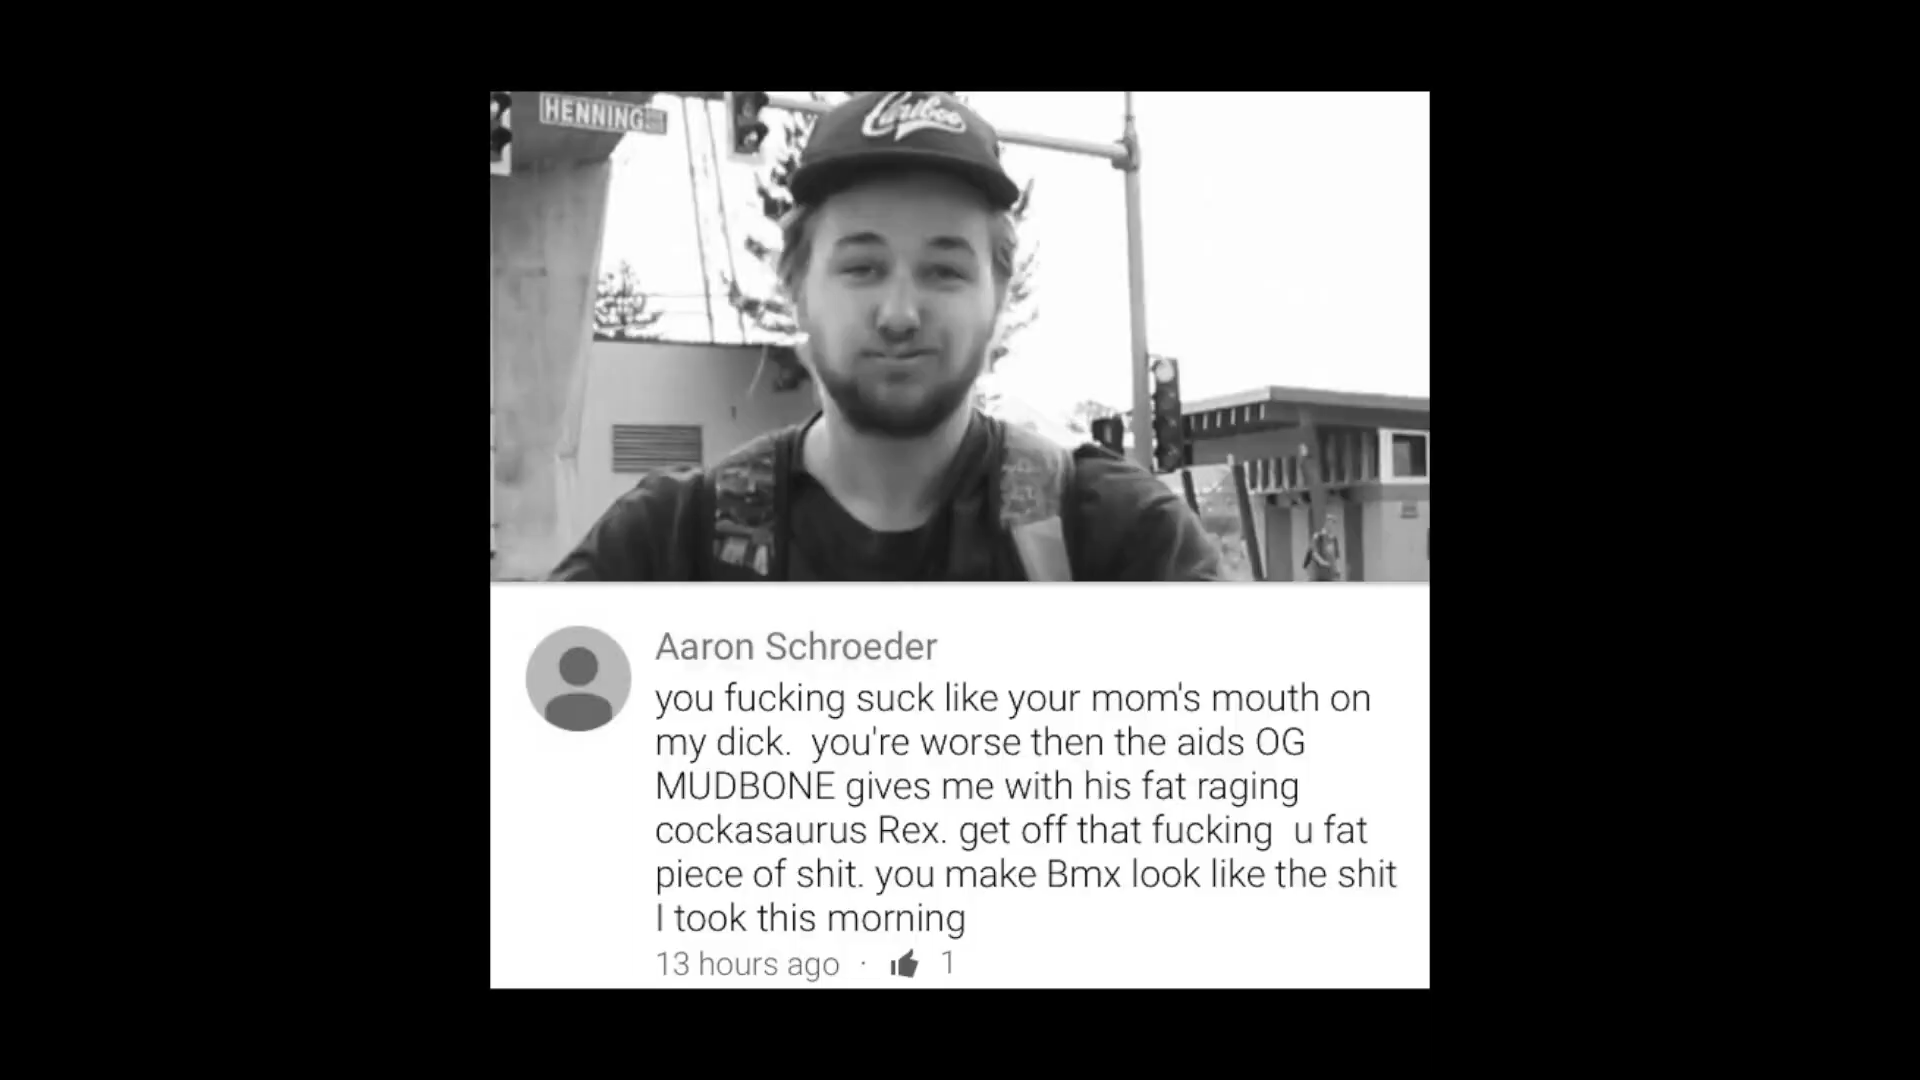 HENNING
Cariboo
Aaron Schroeder
you fucking suck like your mom's mouth on
my dick.  you're worse then the aids OG
MUDBONE gives me with his fat raging
cockasaurus Rex. get off that fucking  u fat
piece of shit. you make Bmx look like the shit
I took this morning
13 hours ago · 1